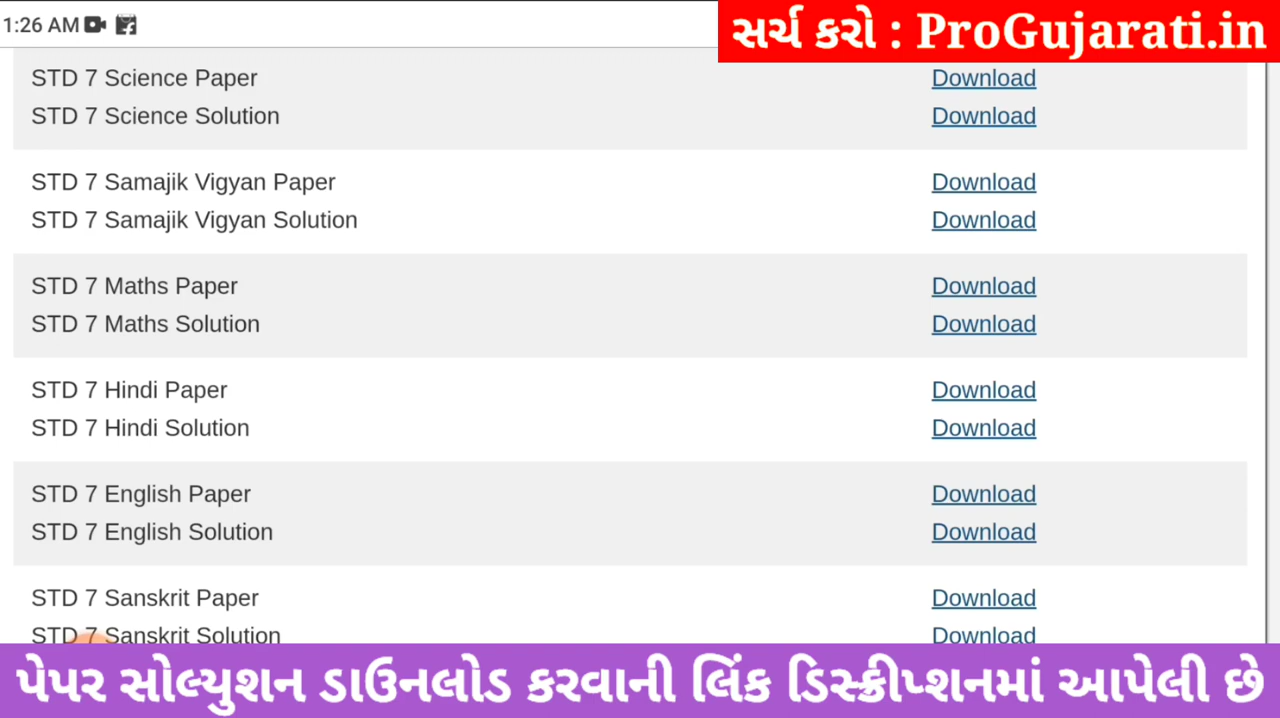 1:26 AM
સર્ચ કરો : ProGujarati.in
STD 7 Science Paper Download
STD 7 Science Solution Download
STD 7 Samajik Vigyan Paper Download
STD 7 Samajik Vigyan Solution Download
STD 7 Maths Paper Download
STD 7 Maths Solution Download
STD 7 Hindi Paper Download
STD 7 Hindi Solution Download
STD 7 English Paper Download
STD 7 English Solution Download
STD 7 Sanskrit Paper Download
STD 7 Sanskrit Solution Download
પેપર સોલ્યુશન ડાઉનલોડ કરવાની લિંક ડિસ્ક્રીપ્શનમાં આપેલી છે